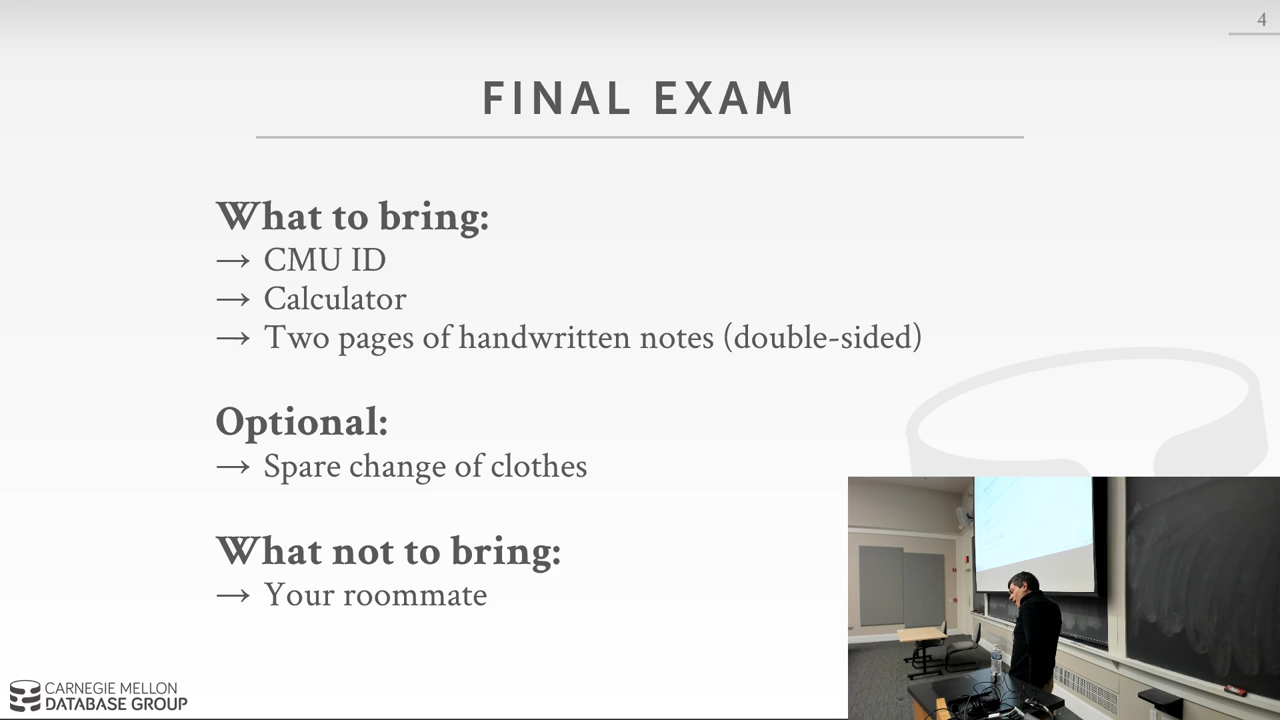 4
FINAL EXAM
What to bring:
→ CMU ID
→ Calculator
→ Two pages of handwritten notes (double-sided)
Optional:
→ Spare change of clothes
What not to bring:
→ Your roommate
CARNEGIE MELLON
DATABASE GROUP